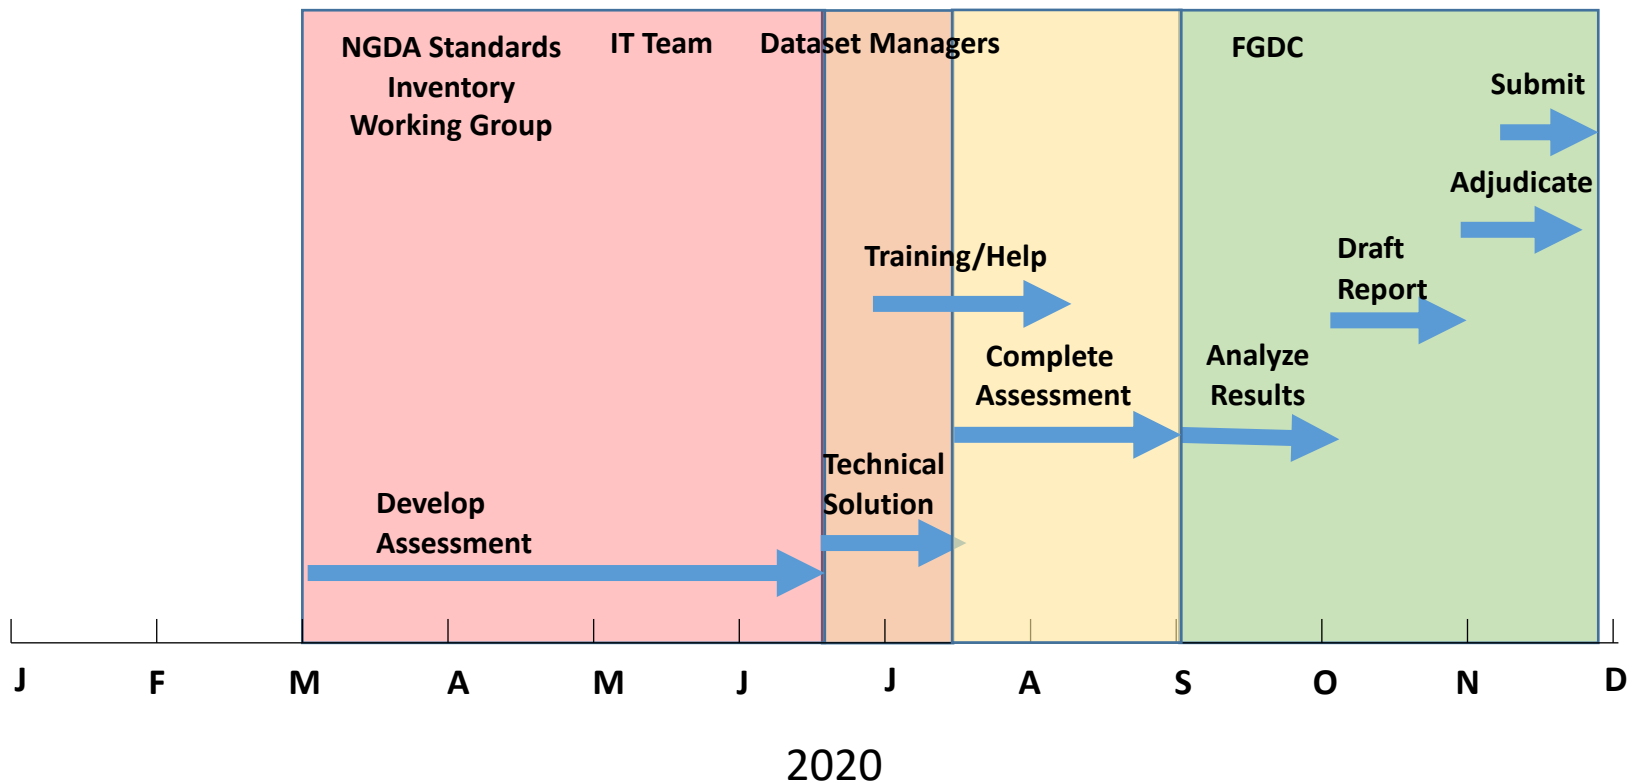 NGDA Standards
Inventory
Working Group
IT Team
Dataset Managers
FGDC
Submit
Adjudicate
Draft
Report
Training/Help
Complete
Assessment
Analyze
Results
Technical
Solution
Develop
Assessment
J F M A M J J A S O N D
2020